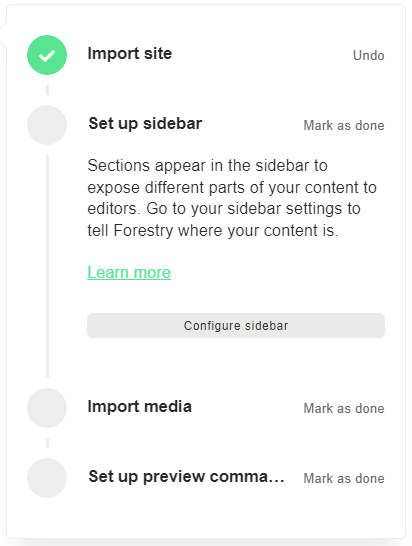 Import site Undo
Set up sidebar Mark as done
Sections appear in the sidebar to
expose different parts of your content to
editors. Go to your sidebar settings to
tell Forestry where your content is.
Learn more
Configure sidebar
Import media Mark as done
Set up preview comma… Mark as done